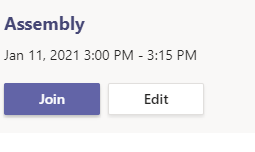 Assembly
Jan 11, 2021 3:00 PM - 3:15 PM
Join Edit